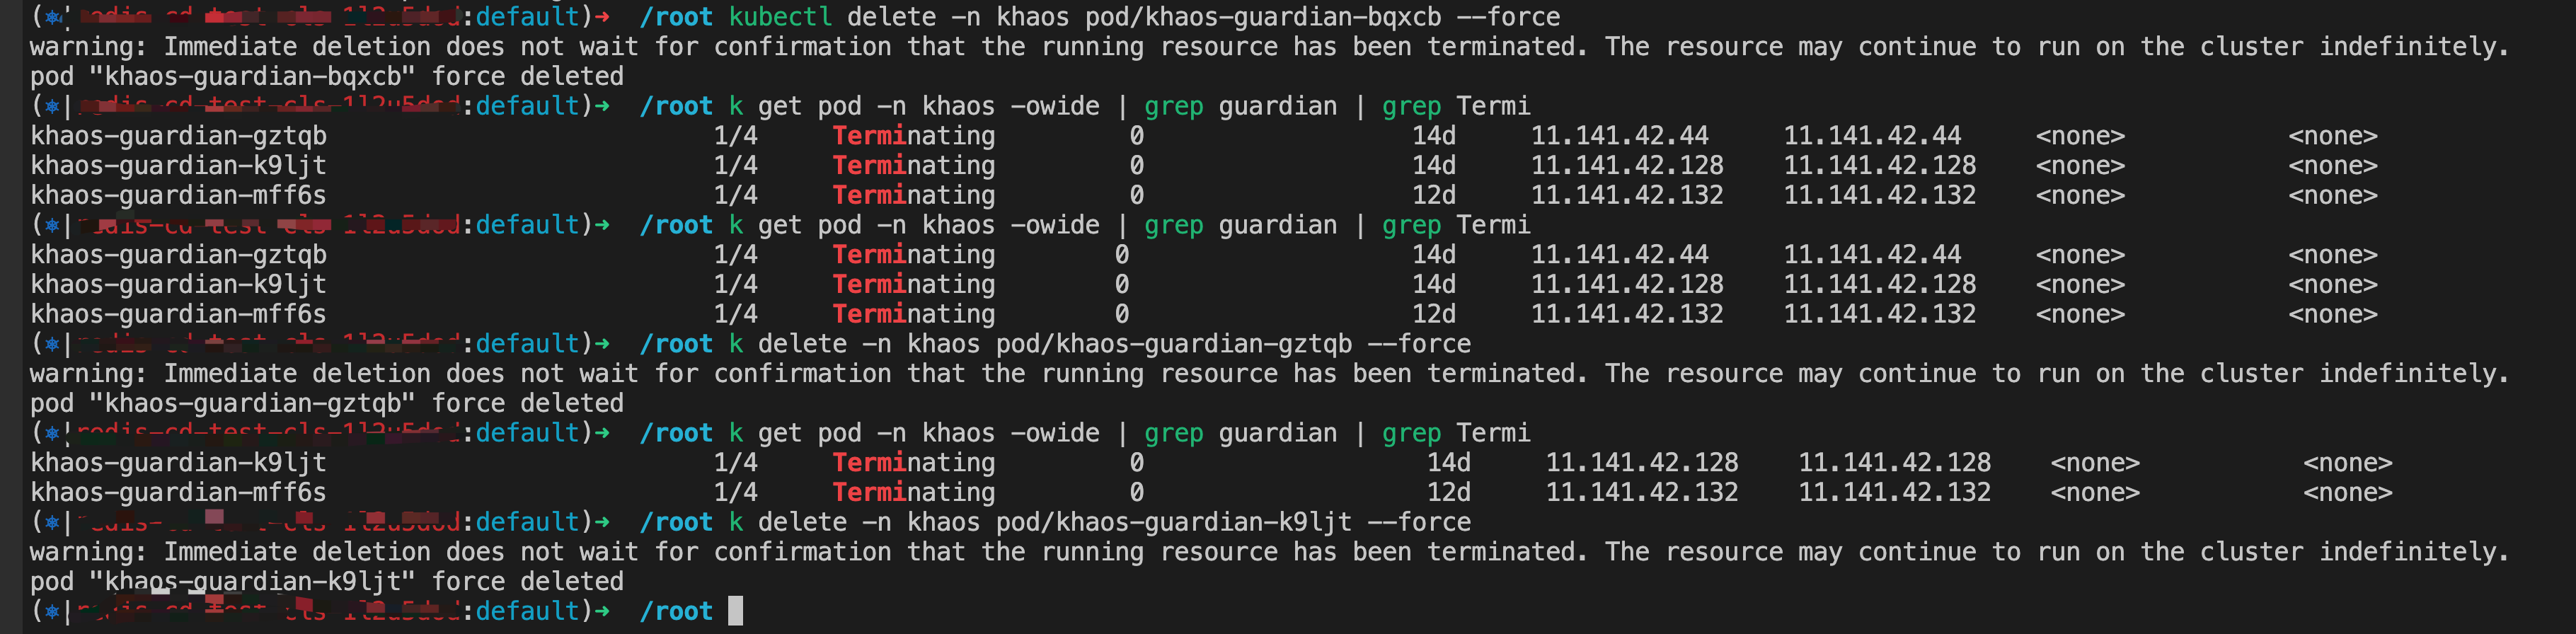 :default)➜ /root kubectl delete -n khaos pod/khaos-guardian-bqxcb --force
warning: Immediate deletion does not wait for confirmation that the running resource has been terminated. The resource may continue to run on the cluster indefinitely.
pod "khaos-guardian-bqxcb" force deleted
:default)➜ /root k get pod -n khaos -owide | grep guardian | grep Termi
khaos-guardian-gztqb 1/4 Terminating 0 14d 11.141.42.44 11.141.42.44 <none> <none>
khaos-guardian-k9ljt 1/4 Terminating 0 14d 11.141.42.128 11.141.42.128 <none> <none>
khaos-guardian-mff6s 1/4 Terminating 0 12d 11.141.42.132 11.141.42.132 <none> <none>
:default)➜ /root k get pod -n khaos -owide | grep guardian | grep Termi
khaos-guardian-gztqb 1/4 Terminating 0 14d 11.141.42.44 11.141.42.44 <none> <none>
khaos-guardian-k9ljt 1/4 Terminating 0 14d 11.141.42.128 11.141.42.128 <none> <none>
khaos-guardian-mff6s 1/4 Terminating 0 12d 11.141.42.132 11.141.42.132 <none> <none>
:default)➜ /root k delete -n khaos pod/khaos-guardian-gztqb --force
warning: Immediate deletion does not wait for confirmation that the running resource has been terminated. The resource may continue to run on the cluster indefinitely.
pod "khaos-guardian-gztqb" force deleted
:default)➜ /root k get pod -n khaos -owide | grep guardian | grep Termi
khaos-guardian-k9ljt 1/4 Terminating 0 14d 11.141.42.128 11.141.42.128 <none> <none>
khaos-guardian-mff6s 1/4 Terminating 0 12d 11.141.42.132 11.141.42.132 <none> <none>
:default)➜ /root k delete -n khaos pod/khaos-guardian-k9ljt --force
warning: Immediate deletion does not wait for confirmation that the running resource has been terminated. The resource may continue to run on the cluster indefinitely.
pod "khaos-guardian-k9ljt" force deleted
:default)➜ /root